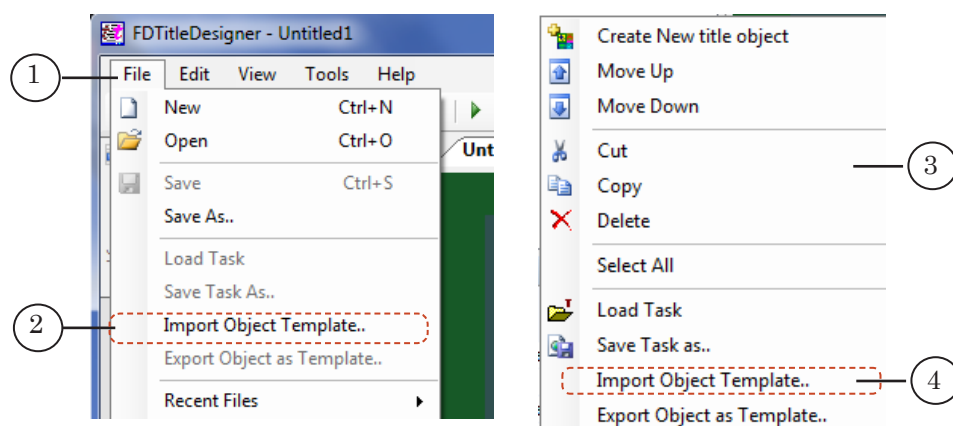 FDTitleDesigner - Untitled1
1
File Edit View Tools Help
New Ctrl+N
Open Ctrl+O
Unt
Save Ctrl+S
Save As..
Load Task
Save Task As..
2
Import Object Template..
Export Object as Template..
Recent Files
Create New title object
Move Up
Move Down
Cut
3
Copy
Delete
Select All
Load Task
Save Task as..
Import Object Template..
4
Export Object as Template..